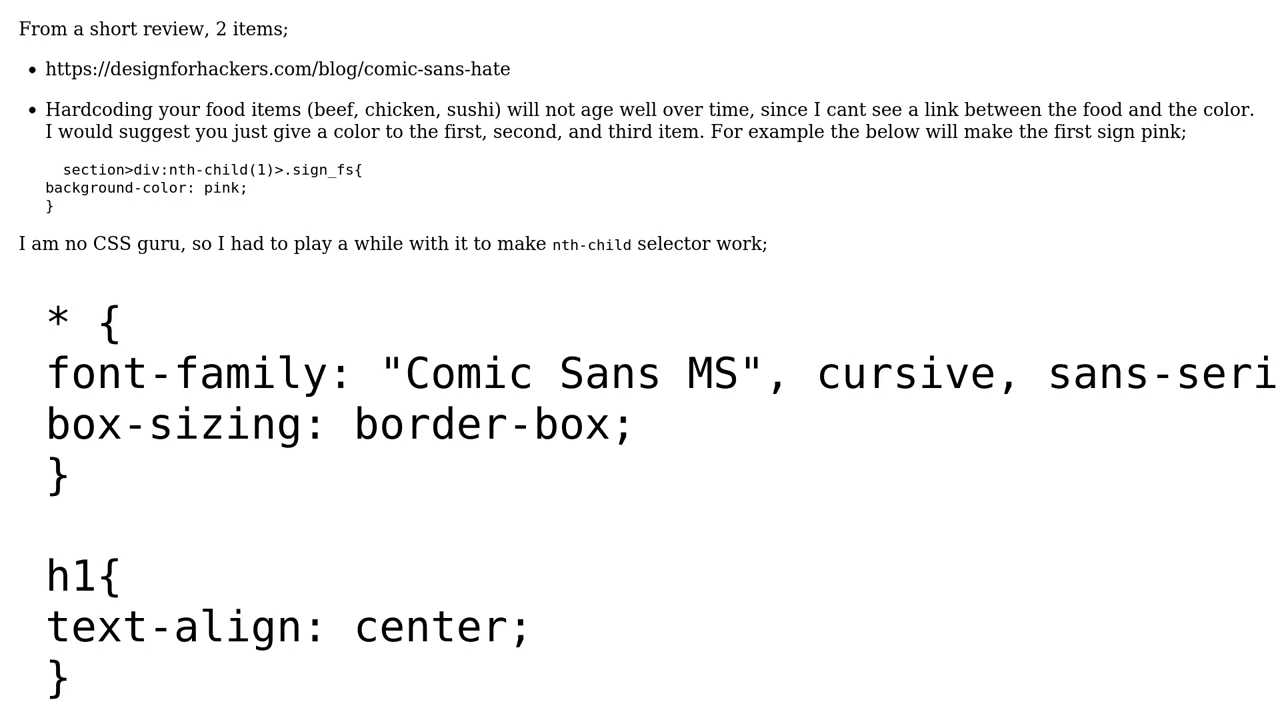 From a short review, 2 items;
• https://designforhackers.com/blog/comic-sans-hate
• Hardcoding your food items (beef, chicken, sushi) will not age well over time, since I cant see a link between the food and the color.
I would suggest you just give a color to the first, second, and third item. For example the below will make the first sign pink;
section>div:nth-child(1)>.sign_fs{
background-color: pink;
}
I am no CSS guru, so I had to play a while with it to make nth-child selector work;
* {
font-family: "Comic Sans MS", cursive, sans-seri
box-sizing: border-box;
}
h1{
text-align: center;
}